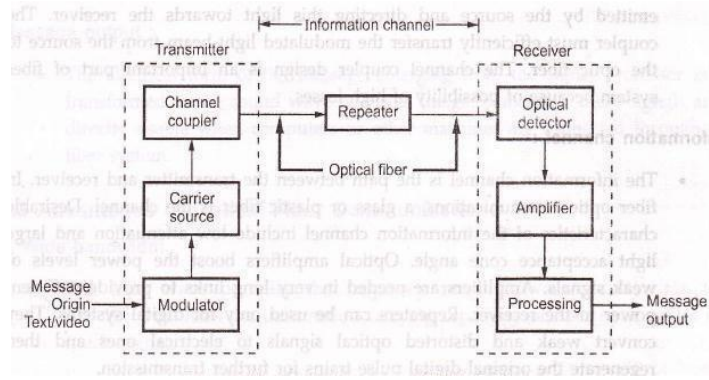 emitted by the source and directing this light towards the receiver. The
Information channel
coupler must efficiently transfer the modulated light beam from the source to
Transmitter
Receiver
the optic fiber. The channel coupler design is an important part of fiber
system because of possibility of high losses.
Channel
coupler
Repeater
Optical
detector
Optical fiber
The information channel is the path between the transmitter and receiver. In
fiber optic communications, a glass or plastic fiber is the channel. Desirable
characteristics of the information channel include low attenuation and large
light acceptance cone angle. Optical amplifiers boost the power levels of
weak signals. Amplifiers are needed in very long links to provide
Carrier
source
Amplifier
Message
Origin
Text/video
Modulator
Processing
Message
output
power to the receiver. Repeaters can be used only for digital systems. They
convert weak and distorted optical signals to electrical ones and then
regenerate the original digital pulse trains for further transmission.